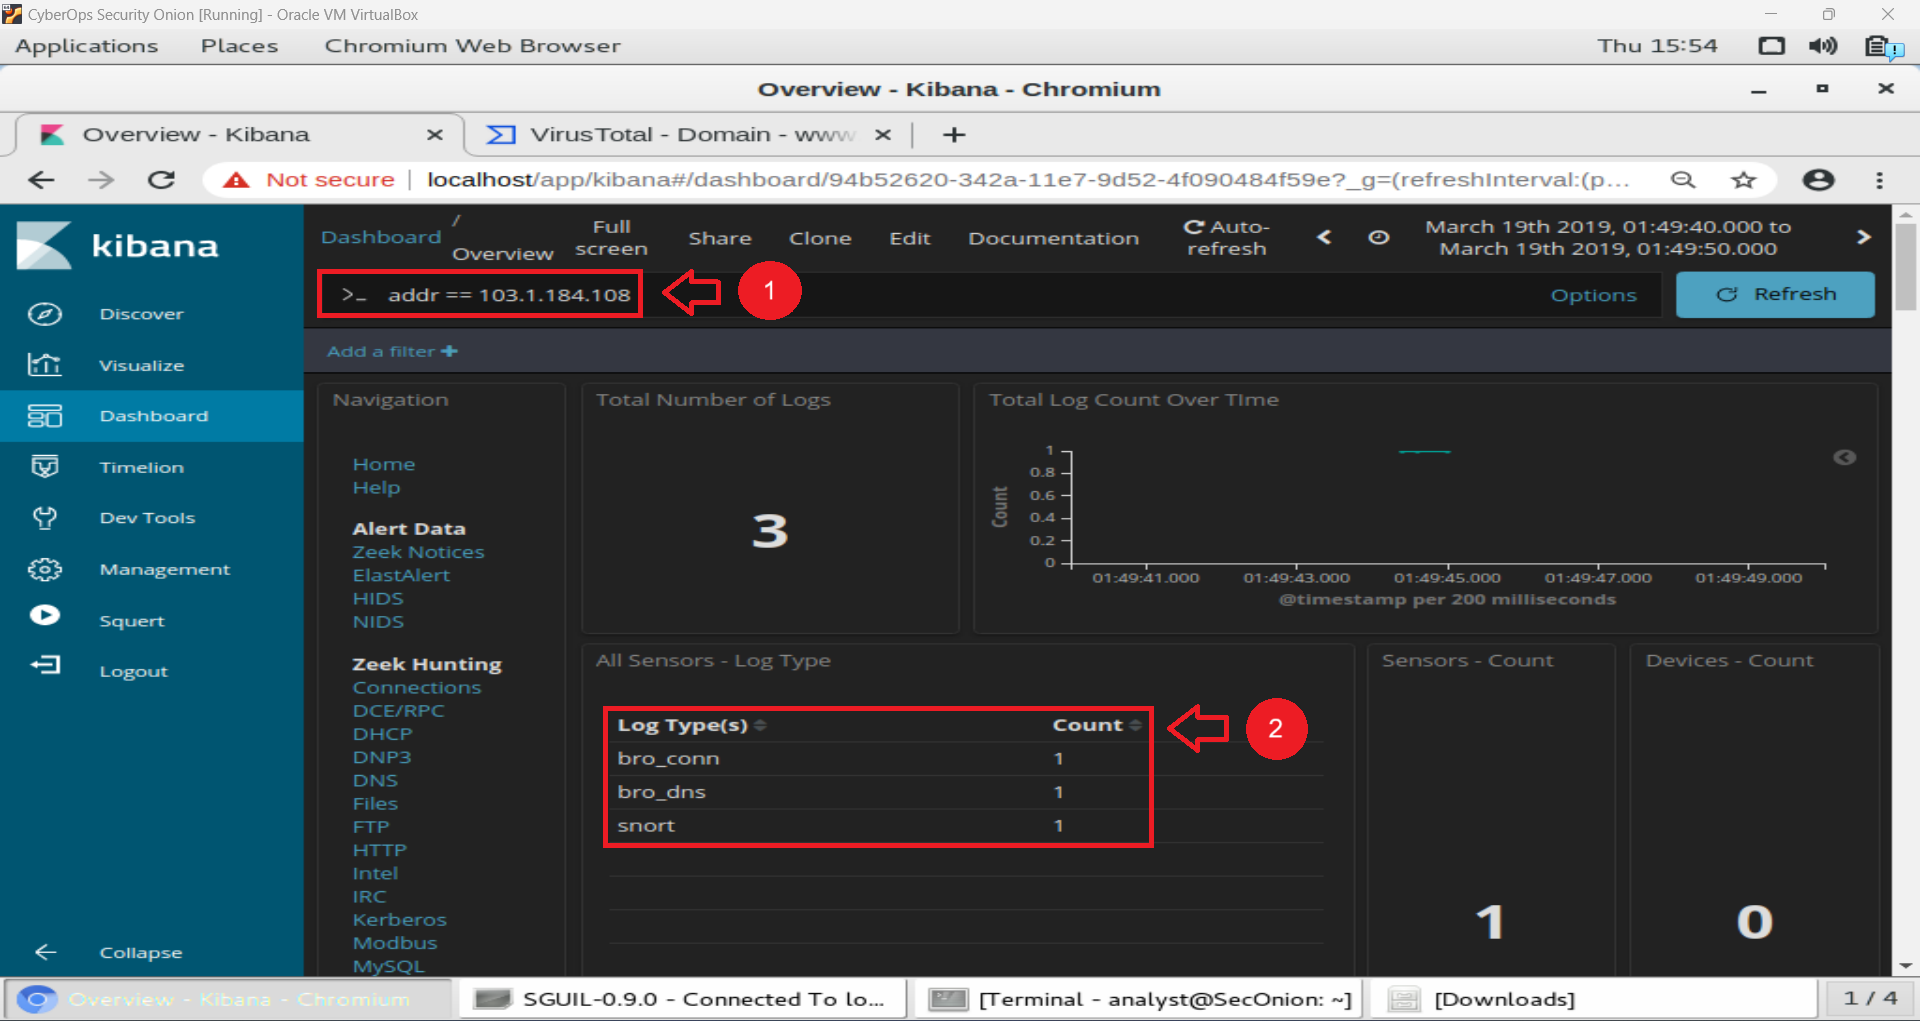 CyberOps Security Onion [Running] - Oracle VM VirtualBox
Applications Places Chromium Web Browser Thu 15:54
Overview - Kibana - Chromium
Overview - Kibana VirusTotal - Domain - www
Not secure localhost/app/kibana#/dashboard/94b52620-342a-11e7-9d52-4f090484f59e?_g=(refreshInterval:(p...
kibana
Discover
Visualize
Dashboard
Timelion
Dev Tools
Management
Squert
Logout
Collapse
Dashboard / Overview Full screen Share Clone Edit Documentation Auto-refresh March 19th 2019, 01:49:40.000 to
March 19th 2019, 01:49:50.000
>_ addr == 103.1.184.108 1 Options Refresh
Add a filter +
Navigation
Home
Help
Alert Data
Zeek Notices
ElastAlert
HIDS
NIDS
Zeek Hunting
Connections
DCE/RPC
DHCP
DNP3
DNS
Files
FTP
HTTP
Intel
IRC
Kerberos
Modbus
MySQL
Total Number of Logs
3
Total Log Count Over TIme
Count
1
0.8
0.6
0.4
0.2
0
01:49:41.000 01:49:43.000 01:49:45.000 01:49:47.000 01:49:49.000
@timestamp per 200 milliseconds
All Sensors - Log Type
Log Type(s) Count 2
bro_conn 1
bro_dns 1
snort 1
Sensors - Count
1
Devices - Count
0
Overview - Kibana - Chromium SGUIL-0.9.0 - Connected To lo... [Terminal - analyst@SecOnion: ~] [Downloads] 1 / 4